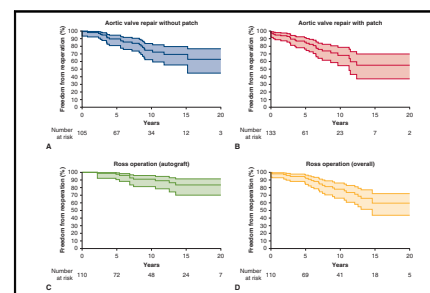 Aortic valve repair without patch
Freedom from reoperation (%)
100
90
80
70
60
50
40
30
20
10
0
0 5 10 15 20
Years
Number
at risk
105 67 34 12 3
A
Aortic valve repair with patch
Freedom from reoperation (%)
100
90
80
70
60
50
40
30
20
10
0
0 5 10 15 20
Years
Number
at risk
133 61 23 7 2
B
Ross operation (autograft)
Freedom from reoperation (%)
100
90
80
70
60
50
40
30
20
10
0
0 5 10 15 20
Years
Number
at risk
110 72 48 24 7
C
Ross operation (overall)
Freedom from reoperation (%)
100
90
80
70
60
50
40
30
20
10
0
0 5 10 15 20
Years
Number
at risk
110 69 41 18 5
D